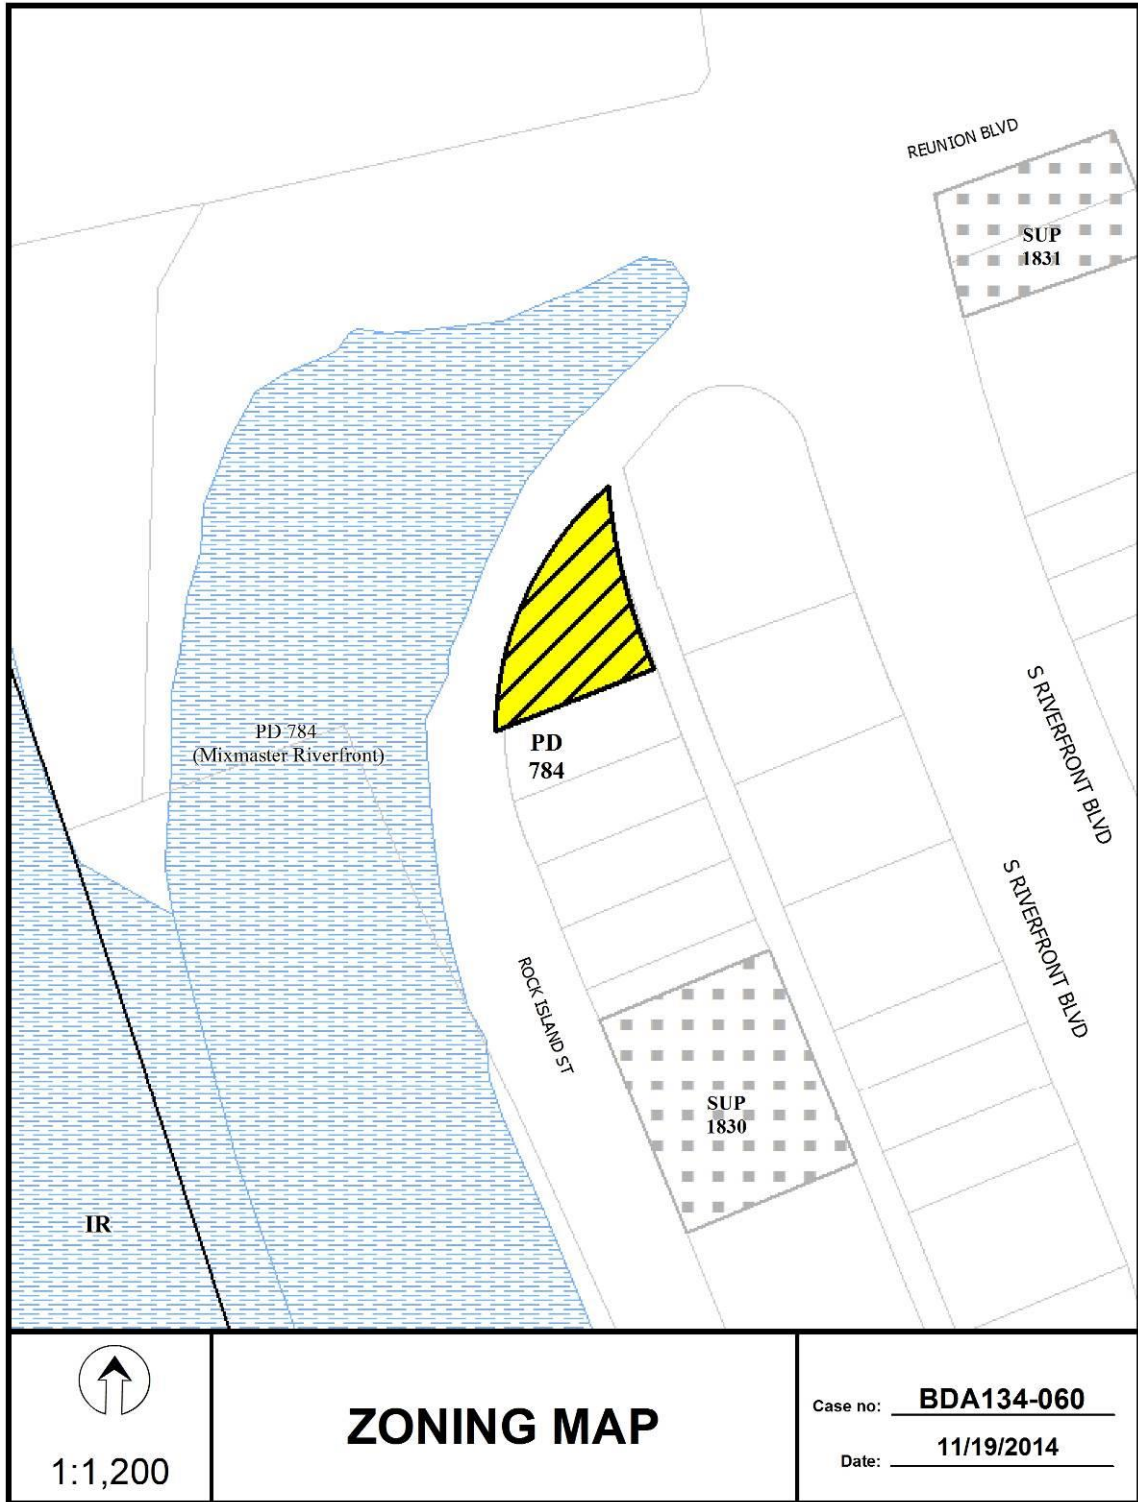 REUNION BLVD
SUP
1831
S RIVERFRONT BLVD
PD 784
(Mixmaster Riverfront)
PD
784
S RIVERFRONT BLVD
ROCK ISLAND ST
SUP
1830
IR
1:1,200
ZONING MAP
Case no: BDA134-060
Date: 11/19/2014